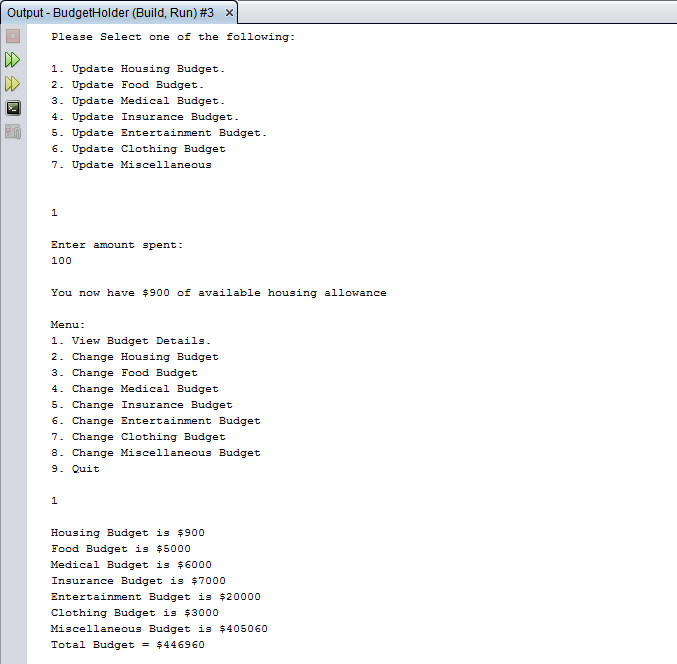 Output - BudgetHolder (Build, Run) #3
Please Select one of the following:
1. Update Housing Budget.
2. Update Food Budget.
3. Update Medical Budget.
4. Update Insurance Budget.
5. Update Entertainment Budget.
6. Update Clothing Budget
7. Update Miscellaneous
1
Enter amount spent:
100
You now have $900 of available housing allowance
Menu:
1. View Budget Details.
2. Change Housing Budget
3. Change Food Budget
4. Change Medical Budget
5. Change Insurance Budget
6. Change Entertainment Budget
7. Change Clothing Budget
8. Change Miscellaneous Budget
9. Quit
1
Housing Budget is $900
Food Budget is $5000
Medical Budget is $6000
Insurance Budget is $7000
Entertainment Budget is $20000
Clothing Budget is $3000
Miscellaneous Budget is $405060
Total Budget = $446960